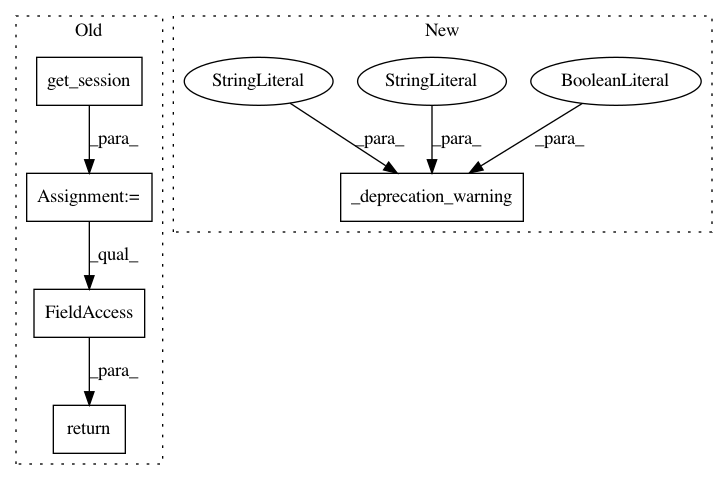 Old
New
get_session
StringLiteral
StringLiteral
BooleanLiteral
_para_
_para_
_para_
_para_
Assignment:=
_deprecation_warning
_qual_
FieldAccess
_para_
return